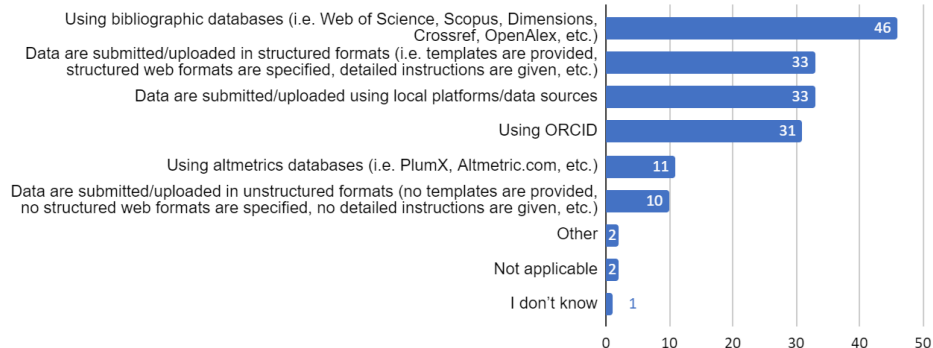 Using bibliographic databases (i.e. Web of Science, Scopus, Dimensions,
Crossref, OpenAlex, etc.)
46
Data are submitted/uploaded in structured formats (i.e. templates are provided,
structured web formats are specified, detailed instructions are given, etc.)
33
Data are submitted/uploaded using local platforms/data sources
33
Using ORCID
31
Using altmetrics databases (i.e. PlumX, Altmetric.com, etc.)
11
Data are submitted/uploaded in unstructured formats (no templates are provided,
no structured web formats are specified, no detailed instructions are given, etc.)
10
Other
2
Not applicable
2
I don’t know
1
0 10 20 30 40 50